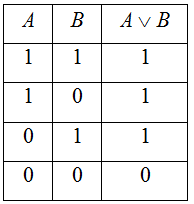 A B A ∨ B
1 1 1
1 0 1
0 1 1
0 0 0